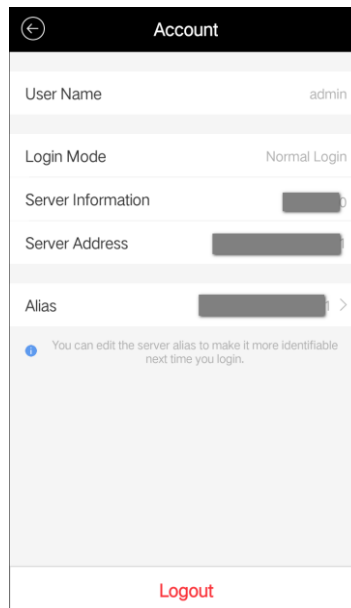 Account
User Name admin
Login Mode Normal Login
Server Information
Server Address
Alias
You can edit the server alias to make it more identifiable
next time you login.
Logout